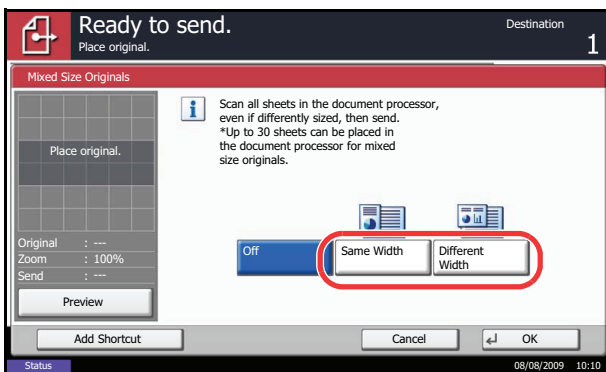 Ready to send.
Destination
Place original.
1
Mixed Size Originals
Place original.
i
Scan all sheets in the document processor,
even if differently sized, then send.
*Up to 30 sheets can be placed in
the document processor for mixed
size originals.
Original : ---
Zoom : 100%
Send : ---
Preview
Off
Same Width
Different
Width
Add Shortcut
Cancel
OK
Status
08/08/2009 10:10